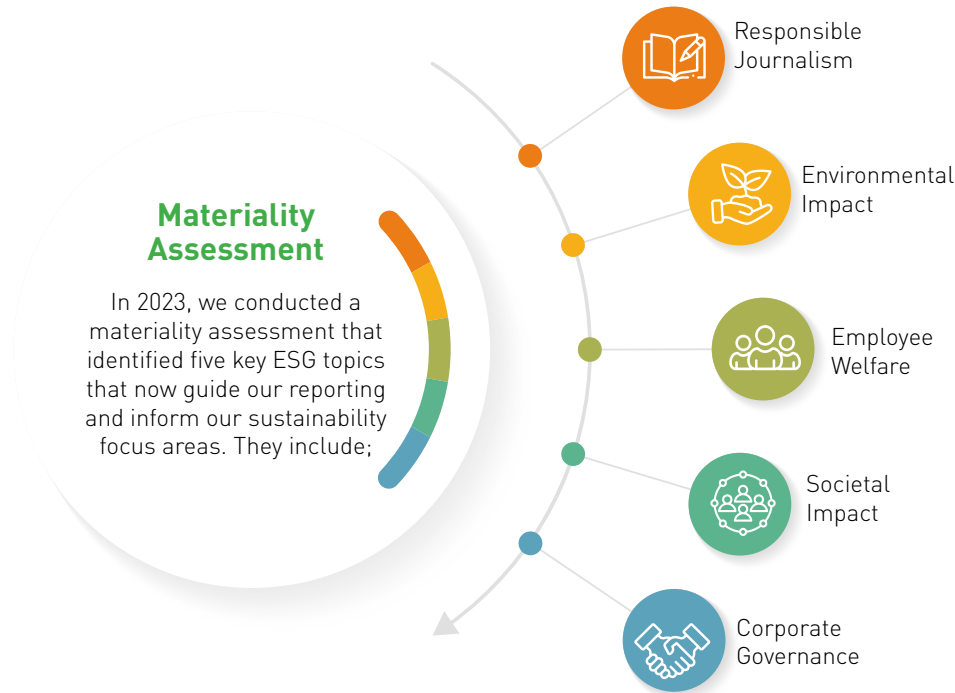 Materiality
Assessment
In 2023, we conducted a
materiality assessment that
identified five key ESG topics
that now guide our reporting
and inform our sustainability
focus areas. They include;
Responsible
Journalism
Environmental
Impact
Employee
Welfare
Societal
Impact
Corporate
Governance